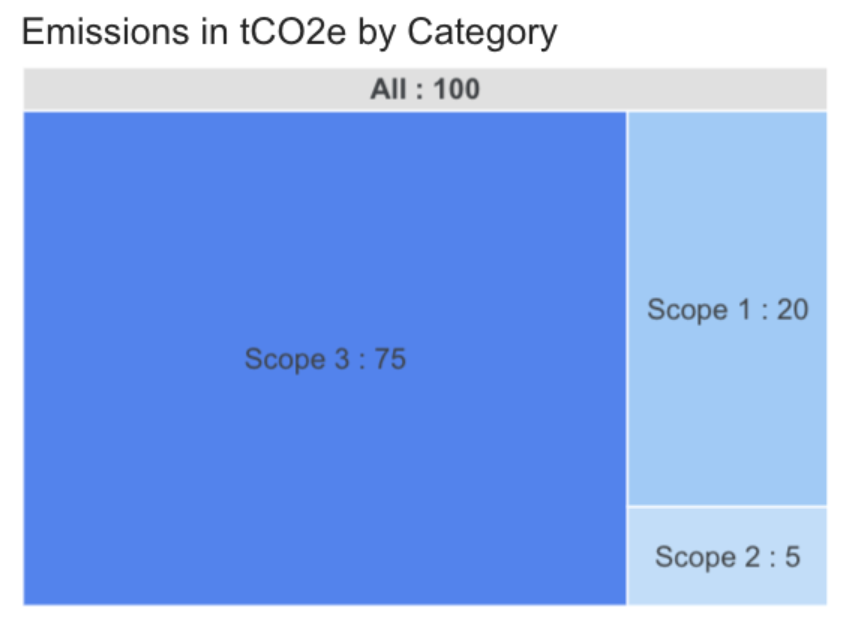 Emissions in tCO2e by Category
All : 100
Scope 3 : 75
Scope 1 : 20
Scope 2 : 5